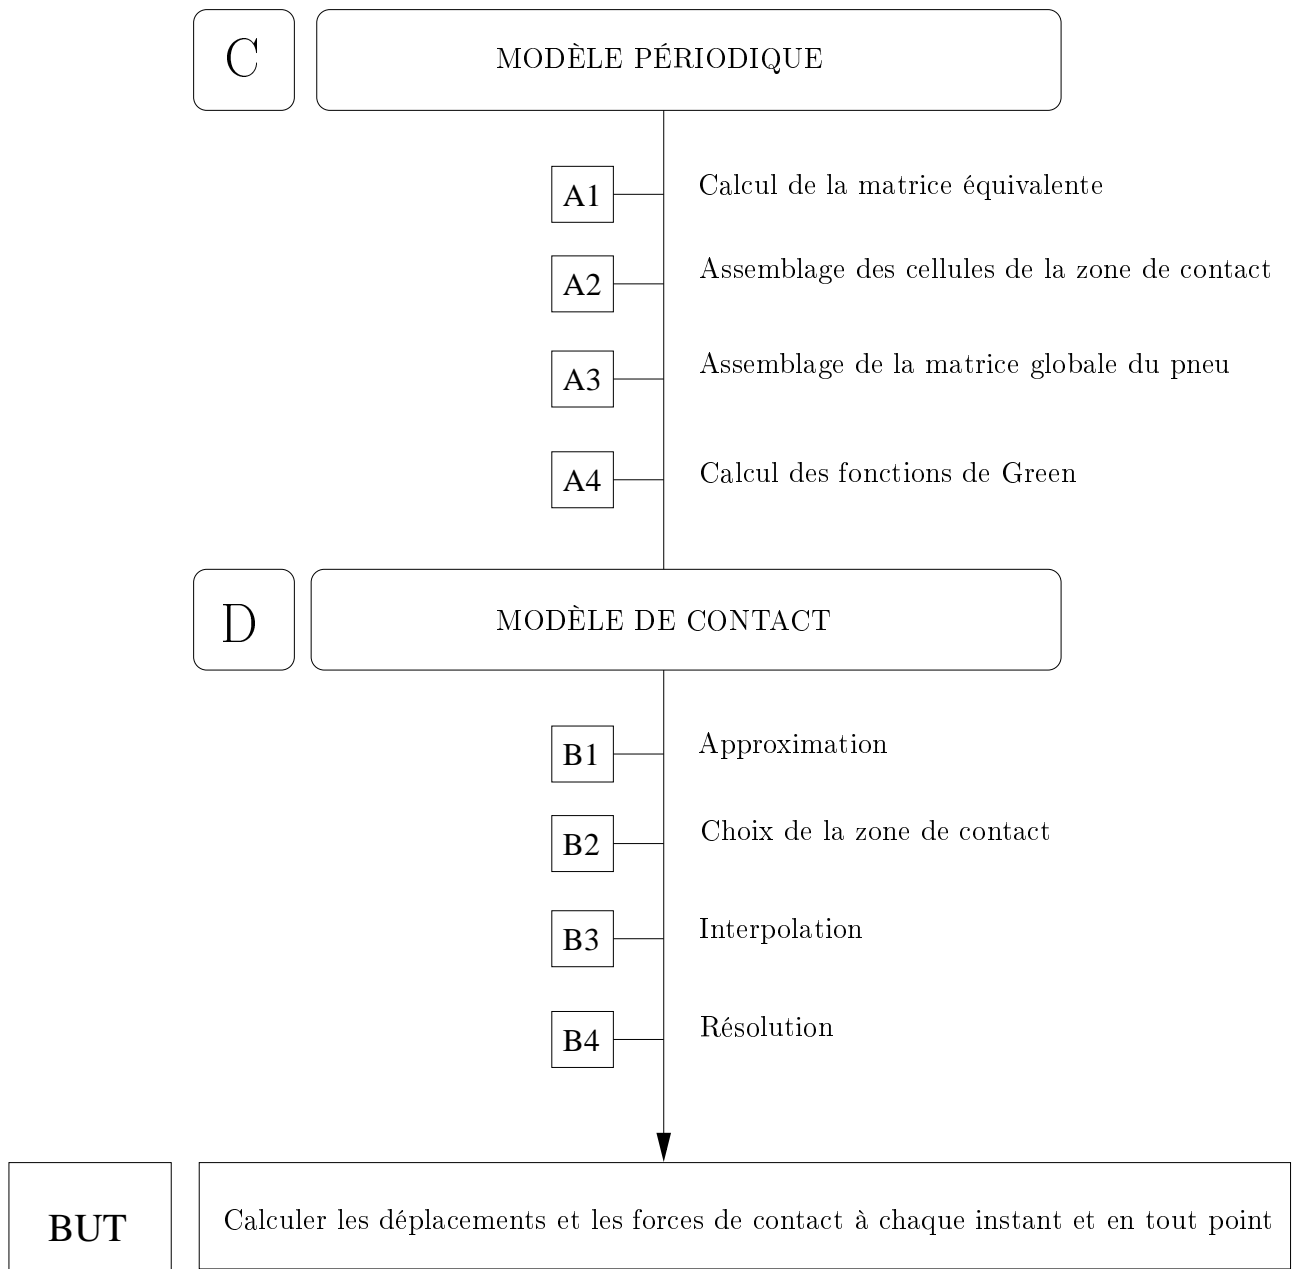 C MODÈLE PÉRIODIQUE
A1 Calcul de la matrice équivalente
A2 Assemblage des cellules de la zone de contact
A3 Assemblage de la matrice globale du pneu
A4 Calcul des fonctions de Green
D MODÈLE DE CONTACT
B1 Approximation
B2 Choix de la zone de contact
B3 Interpolation
B4 Résolution
BUT Calculer les déplacements et les forces de contact à chaque instant et en tout point